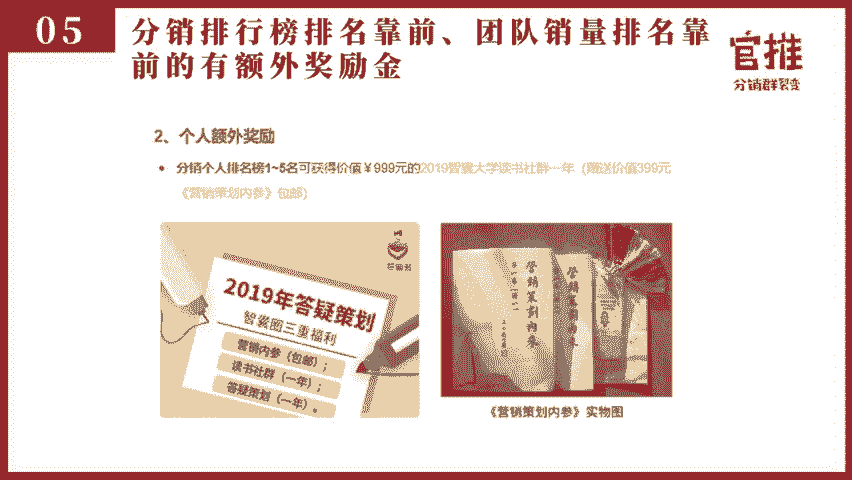 05
分销排行榜排名靠前、团队销量排名靠
前的有额外奖励金
官推
分销群裂变
2、个人额外奖励
• 分销个人排名榜1~5名可获得价值￥999元的2019智囊大学读书社群一年（赠送价值399元
《营销策划内参》包邮）
2019年答疑策划
智囊圈三重福利
营销内参（包邮）；
读书社群（一年）；
答疑策划（一年）。
营销策划内参
营销策划内参
《营销策划内参》实物图